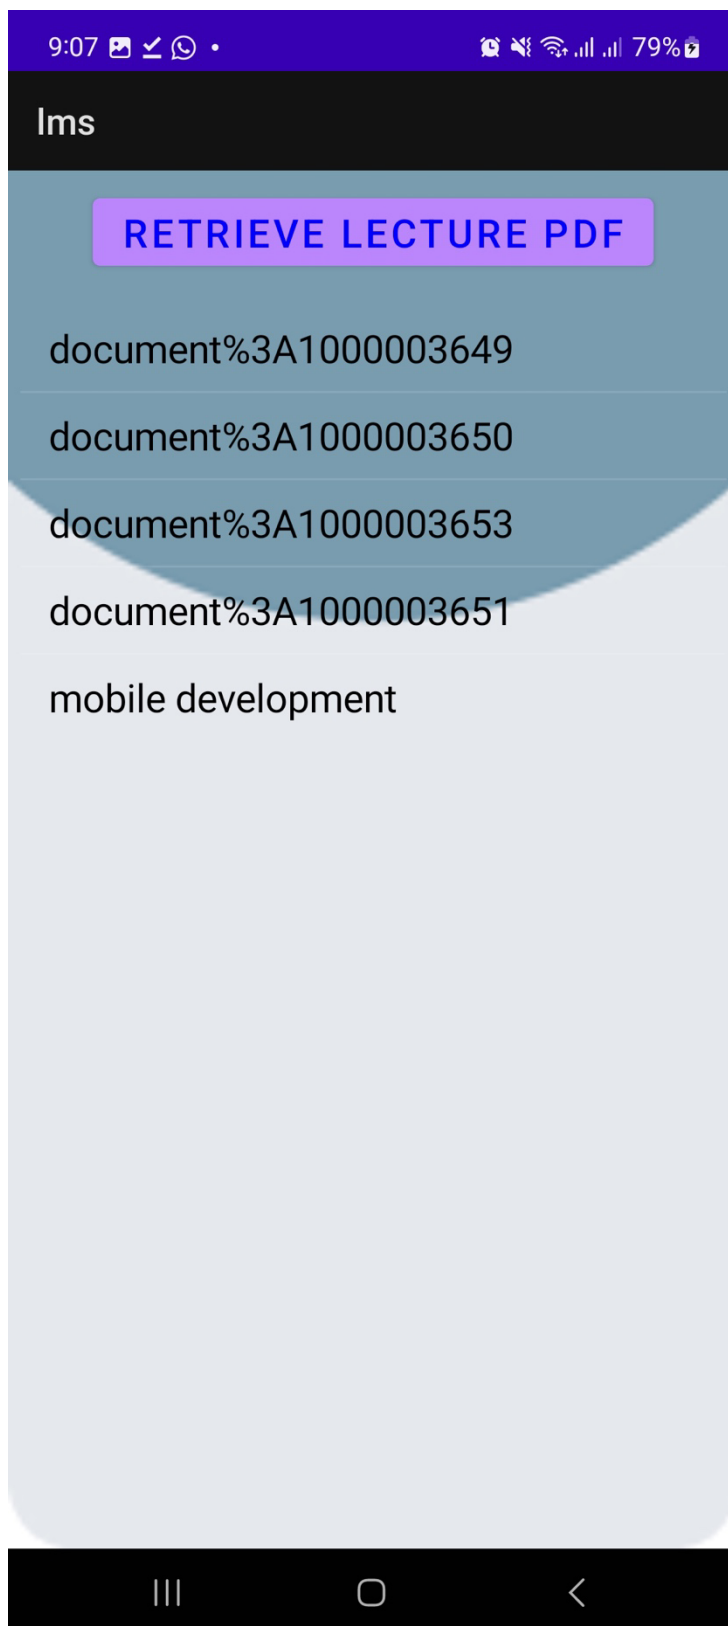 9:07 79%
lms
RETRIEVE LECTURE PDF
document%3A1000003649
document%3A1000003650
document%3A1000003653
document%3A1000003651
mobile development